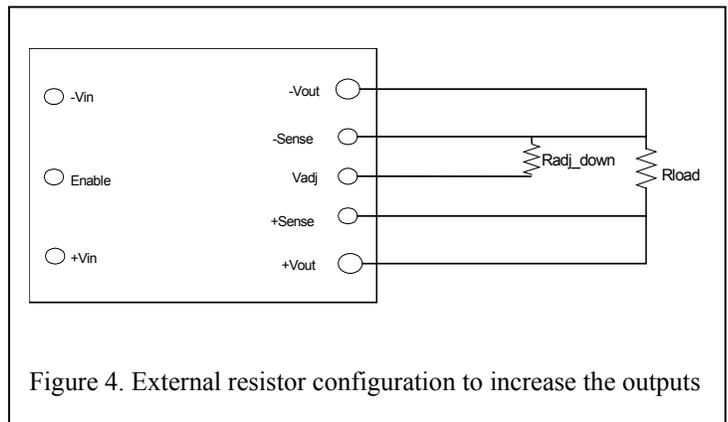 -Vin
Enable
+Vin
-Vout
-Sense
Vadj
+Sense
+Vout
Radj_down
Rload
Figure 4. External resistor configuration to increase the outputs